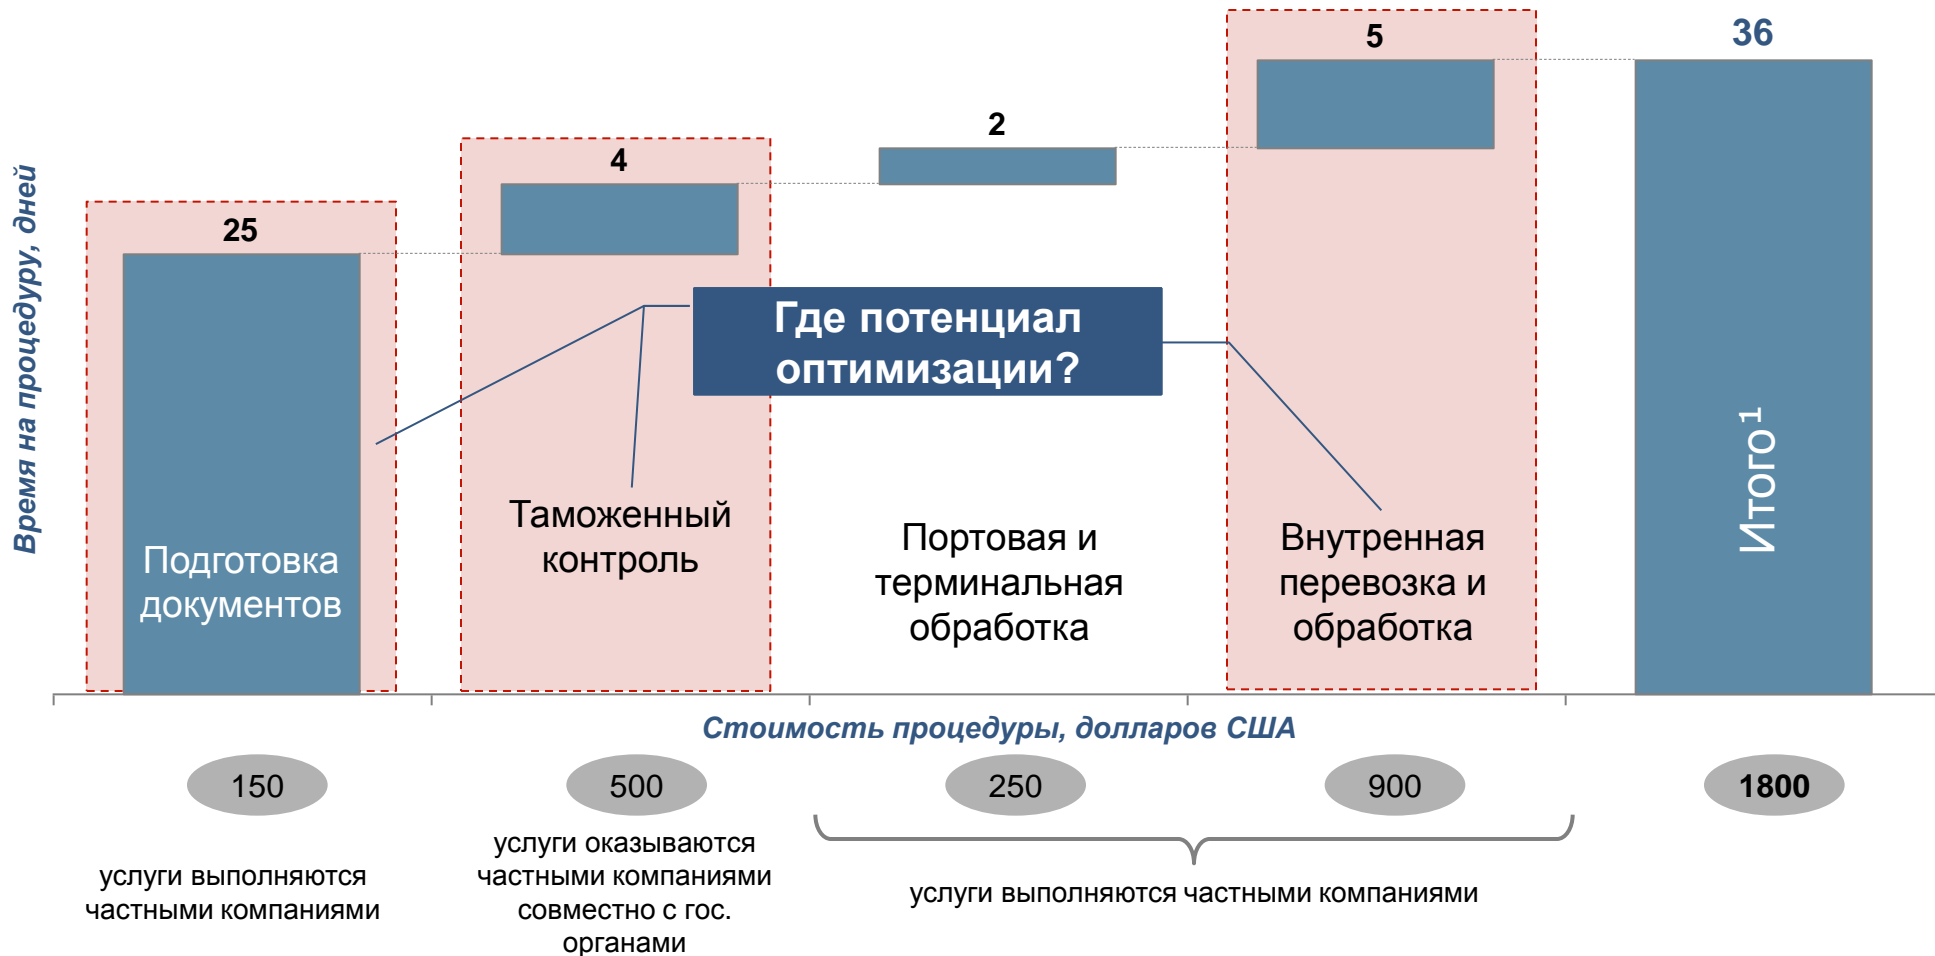 5
36
2
4
25
Время на процедуру, дней
Где потенциал
оптимизации?
Подготовка
документов
Таможенный
контроль
Портовая и
терминальная
обработка
Внутренная
перевозка и
обработка
Итого¹
Стоимость процедуры, долларов США
150
500
250
900
1800
услуги выполняются
частными компаниями
услуги оказываются
частными компаниями
совместно с гос.
органами
услуги выполняются частными компаниями